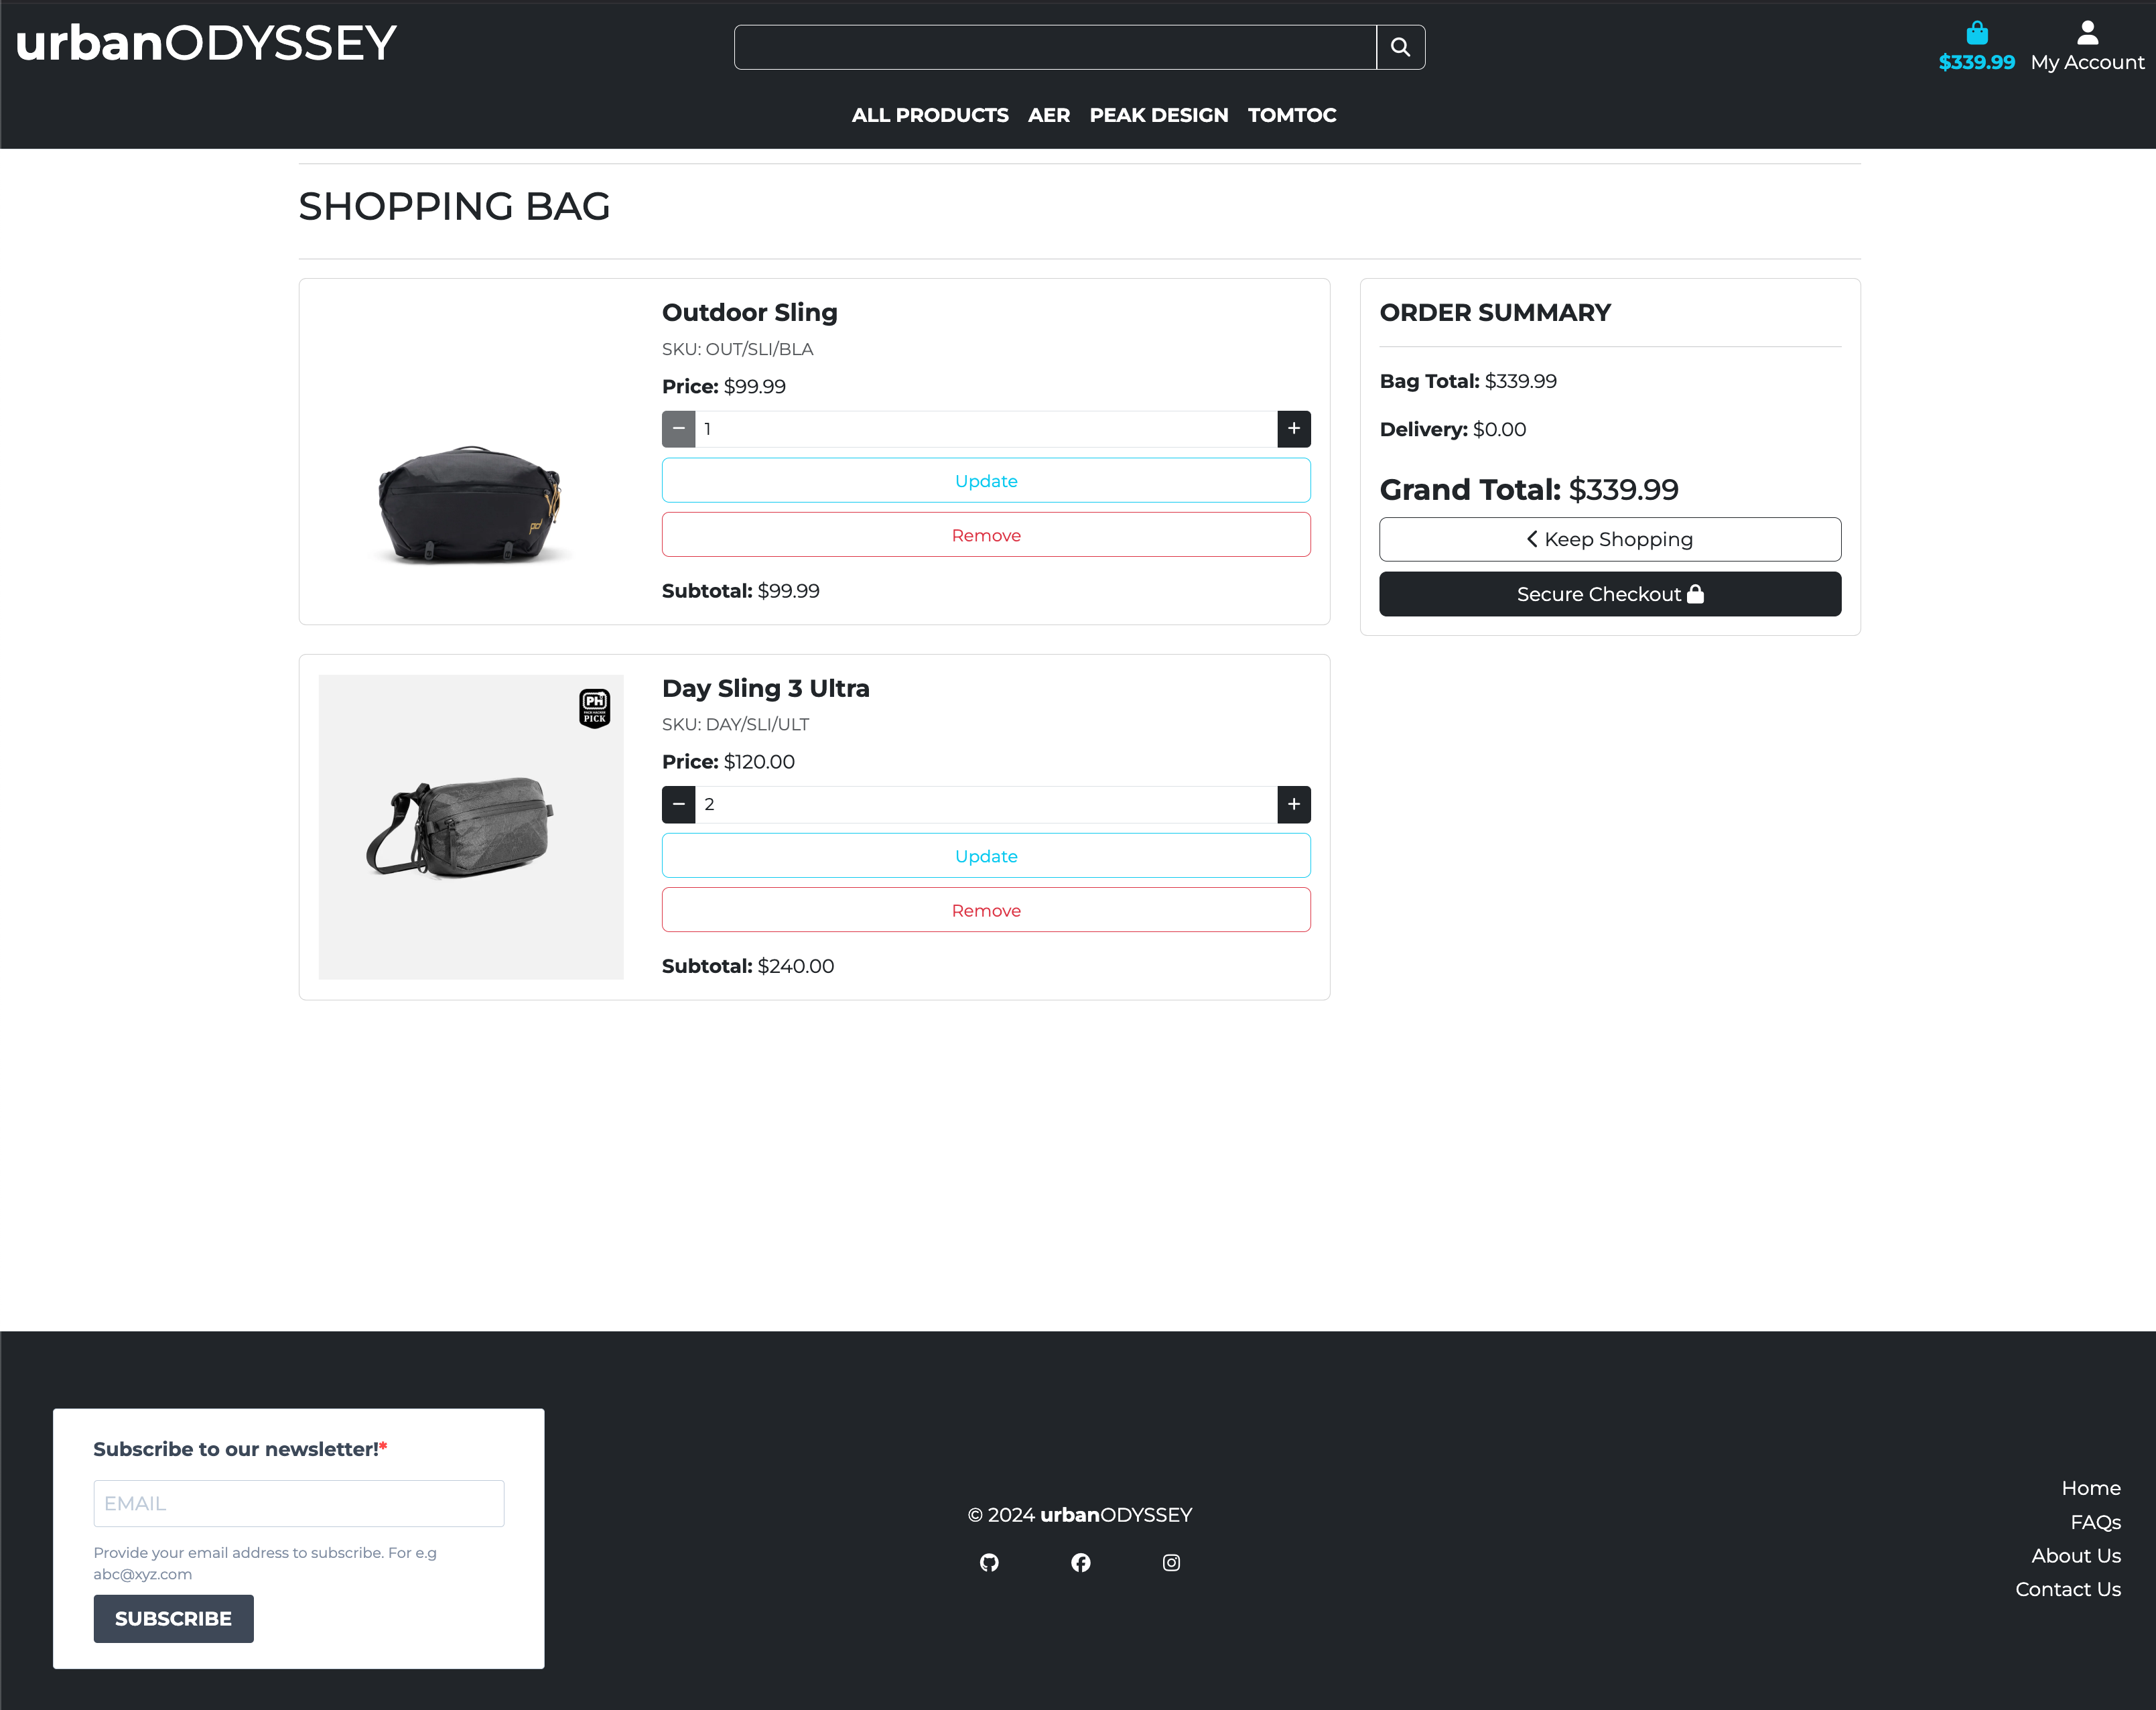 urbanODYSSEY
$339.99
My Account
ALL PRODUCTS AER PEAK DESIGN TOMTOC
SHOPPING BAG
Outdoor Sling
SKU: OUT/SLI/BLA
Price: $99.99
1
Update
Remove
Subtotal: $99.99
pd
Day Sling 3 Ultra
SKU: DAY/SLI/ULT
Price: $120.00
2
Update
Remove
Subtotal: $240.00
PH
PACK HACKER
PICK
ORDER SUMMARY
Bag Total: $339.99
Delivery: $0.00
Grand Total: $339.99
Keep Shopping
Secure Checkout
Subscribe to our newsletter!*
EMAIL
Provide your email address to subscribe. For e.g
abc@xyz.com
SUBSCRIBE
© 2024 urbanODYSSEY
Home
FAQs
About Us
Contact Us